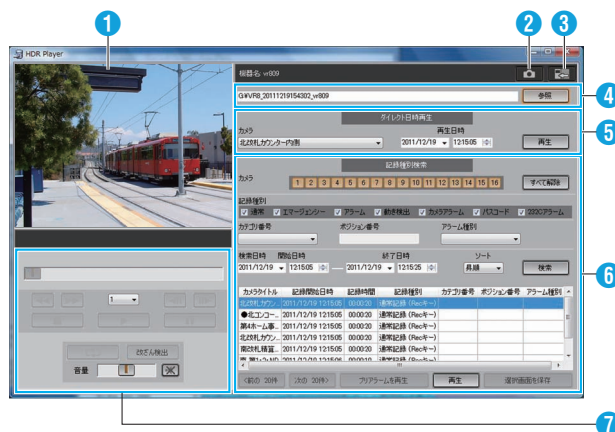 1
2
3
HDR Player
機器名 vr809
G:¥VR8_20111219154302_vr809
参照
4
ダイレクト日時再生
カメラ
再生日時
北改札カウンター内側
2011/12/19
12:15:05
再生
5
記録種別検索
カメラ
1 2 3 4 5 6 7 8 9 10 11 12 13 14 15 16
すべて解除
記録種別
通常 エマージェンシー アラーム 動き検出 カメラアラーム パスコード 232Cアラーム
カテゴリ番号
ポジション番号
アラーム種別
検索日時 開始日時
終了日時
ソート
2011/12/19 12:15:05 — 2011/12/19 12:15:25
昇順
検索
6
カメラタイトル 記録開始日時 記録時間 記録種別 カテゴリ番号 ポジション番号 アラーム種別
北改札カウン... 2011/12/19 12:15:05 00:00:20 通常記録 (Recキー)
●北コンコー... 2011/12/19 12:15:05 00:00:20 通常記録 (Recキー)
第4ホーム事... 2011/12/19 12:15:05 00:00:20 通常記録 (Recキー)
北改札カウン... 2011/12/19 12:15:05 00:00:20 通常記録 (Recキー)
南改札精算... 2011/12/19 12:15:05 00:00:20 通常記録 (Recキー)
<前の 20件
次の 20件>
プリアラームを再生
再生
選択画面を保存
1
改ざん検出
音量
7